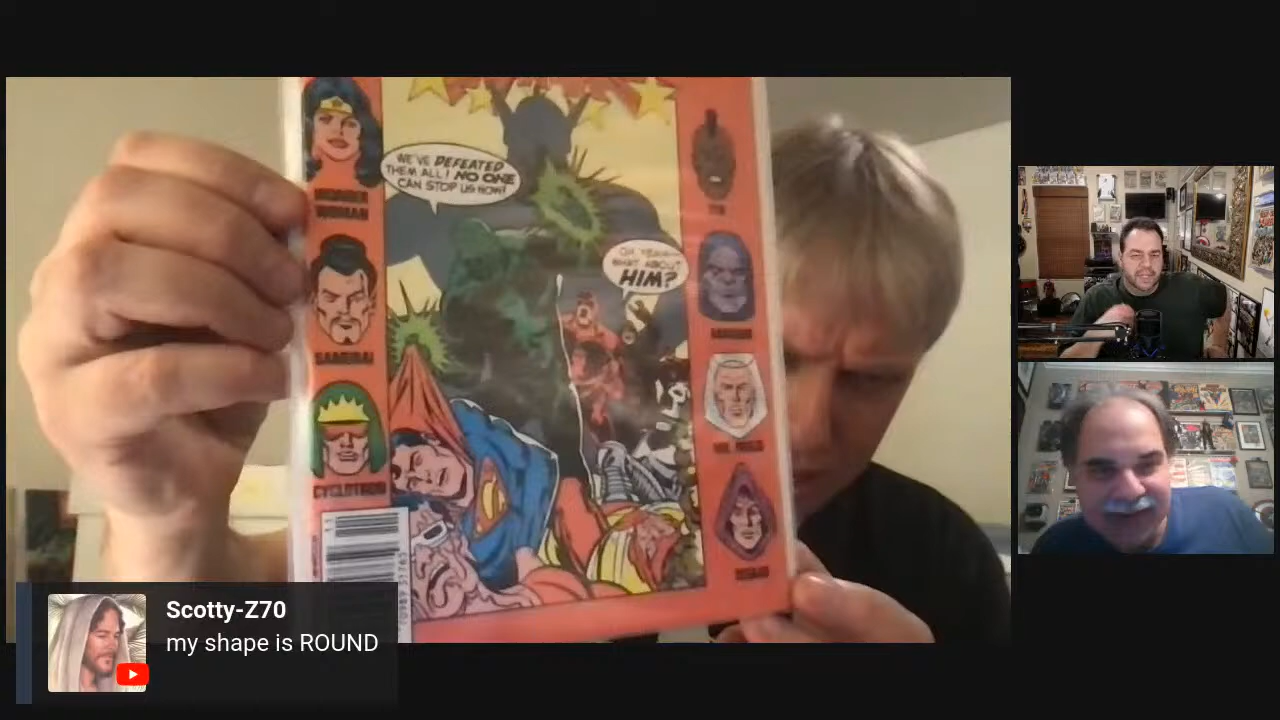 WONDER
WOMAN
WE'VE DEFEATED
THEM ALL! NO ONE
CAN STOP US NOW!
OH, YEAH—
WHAT ABOUT
HIM?
SAMURAI
CYCLOTRON
Scotty-Z70
my shape is ROUND